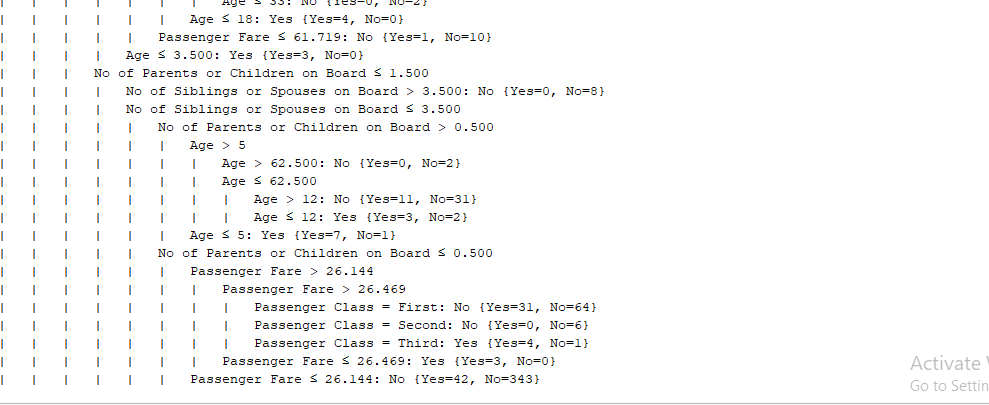 Age ≤ 33: No {Yes=0, No=2}
| | | | | | Age ≤ 18: Yes {Yes=4, No=0}
| | | | | Passenger Fare ≤ 61.719: No {Yes=1, No=10}
| | | | Age ≤ 3.500: Yes {Yes=3, No=0}
| | | No of Parents or Children on Board ≤ 1.500
| | | | No of Siblings or Spouses on Board > 3.500: No {Yes=0, No=8}
| | | | No of Siblings or Spouses on Board ≤ 3.500
| | | | | No of Parents or Children on Board > 0.500
| | | | | | Age > 5
| | | | | | | Age > 62.500: No {Yes=0, No=2}
| | | | | | | Age ≤ 62.500
| | | | | | | | Age > 12: No {Yes=11, No=31}
| | | | | | | | Age ≤ 12: Yes {Yes=3, No=2}
| | | | | | Age ≤ 5: Yes {Yes=7, No=1}
| | | | | No of Parents or Children on Board ≤ 0.500
| | | | | | Passenger Fare > 26.144
| | | | | | | Passenger Fare > 26.469
| | | | | | | | Passenger Class = First: No {Yes=31, No=64}
| | | | | | | | Passenger Class = Second: No {Yes=0, No=6}
| | | | | | | | Passenger Class = Third: Yes {Yes=4, No=1}
| | | | | | | Passenger Fare ≤ 26.469: Yes {Yes=3, No=0}
| | | | | | Passenger Fare ≤ 26.144: No {Yes=42, No=343}
Activate
Go to Settin